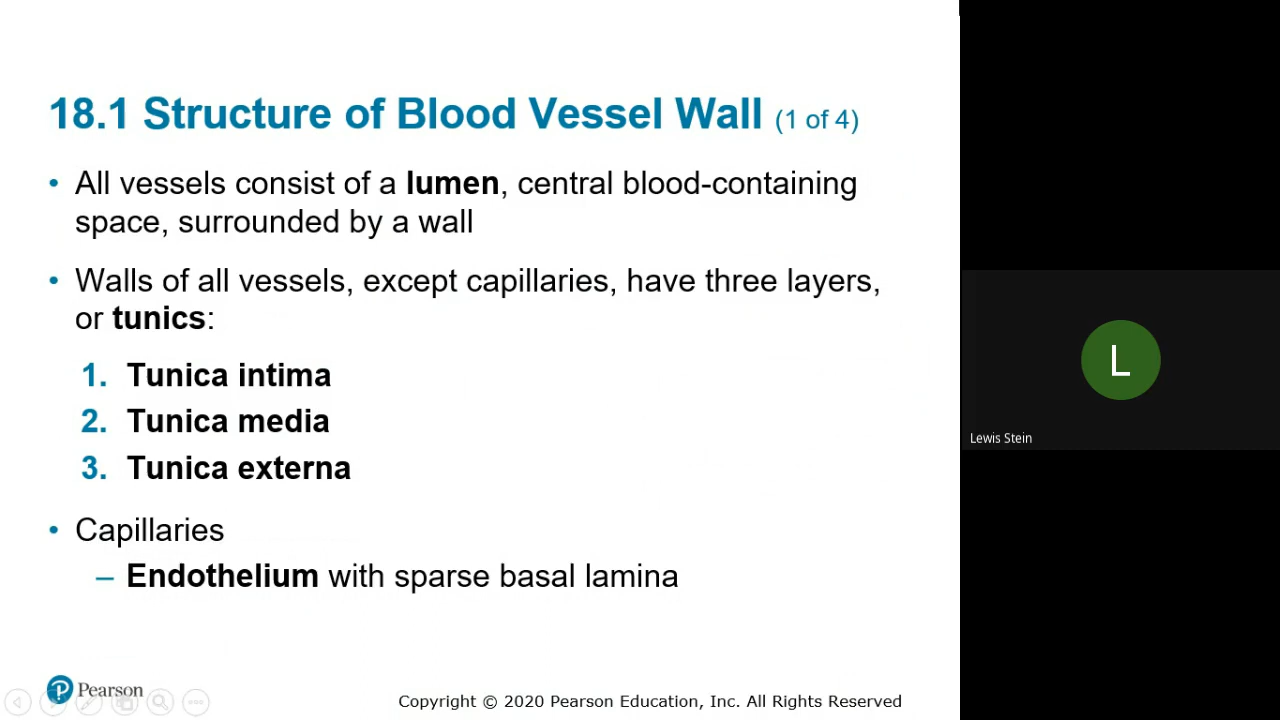 18.1 Structure of Blood Vessel Wall (1 of 4)
• All vessels consist of a lumen, central blood-containing
space, surrounded by a wall
• Walls of all vessels, except capillaries, have three layers,
or tunics:
1. Tunica intima
2. Tunica media
3. Tunica externa
• Capillaries
– Endothelium with sparse basal lamina
Pearson
Copyright © 2020 Pearson Education, Inc. All Rights Reserved
L
Lewis Stein